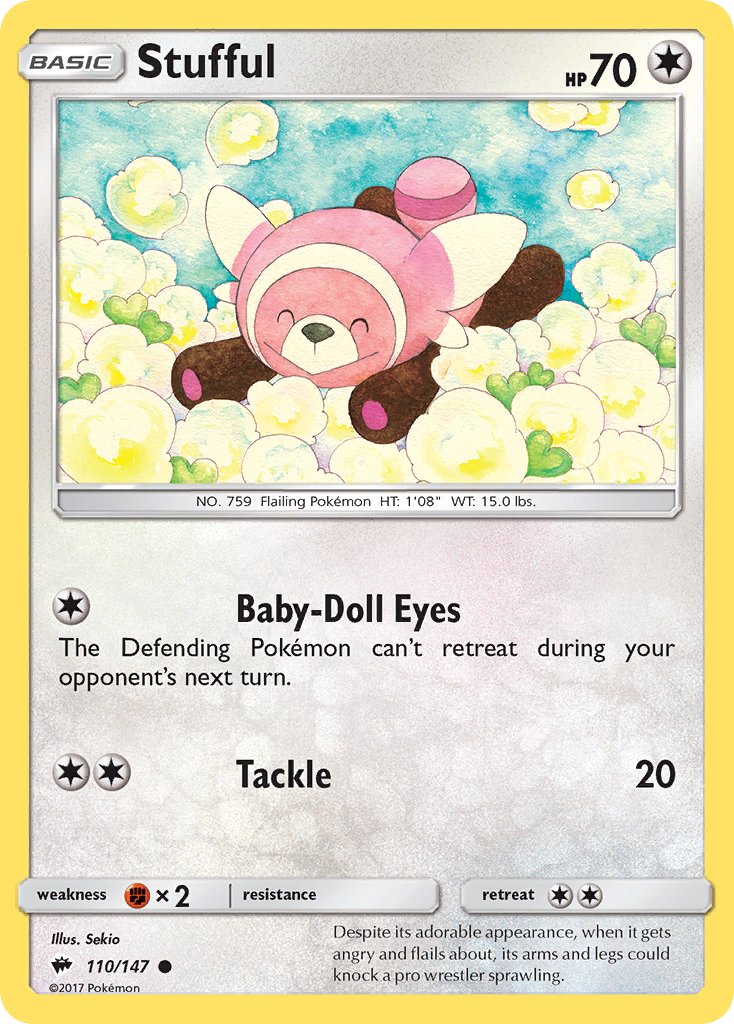 BASIC Stufful HP 70
NO. 759 Flailing Pokémon HT: 1'08" WT: 15.0 lbs.
Baby-Doll Eyes
The Defending Pokémon can't retreat during your
opponent's next turn.
Tackle 20
weakness × 2 resistance retreat
Illus. Sekio
110/147
©2017 Pokémon
Despite its adorable appearance, when it gets
angry and flails about, its arms and legs could
knock a pro wrestler sprawling.